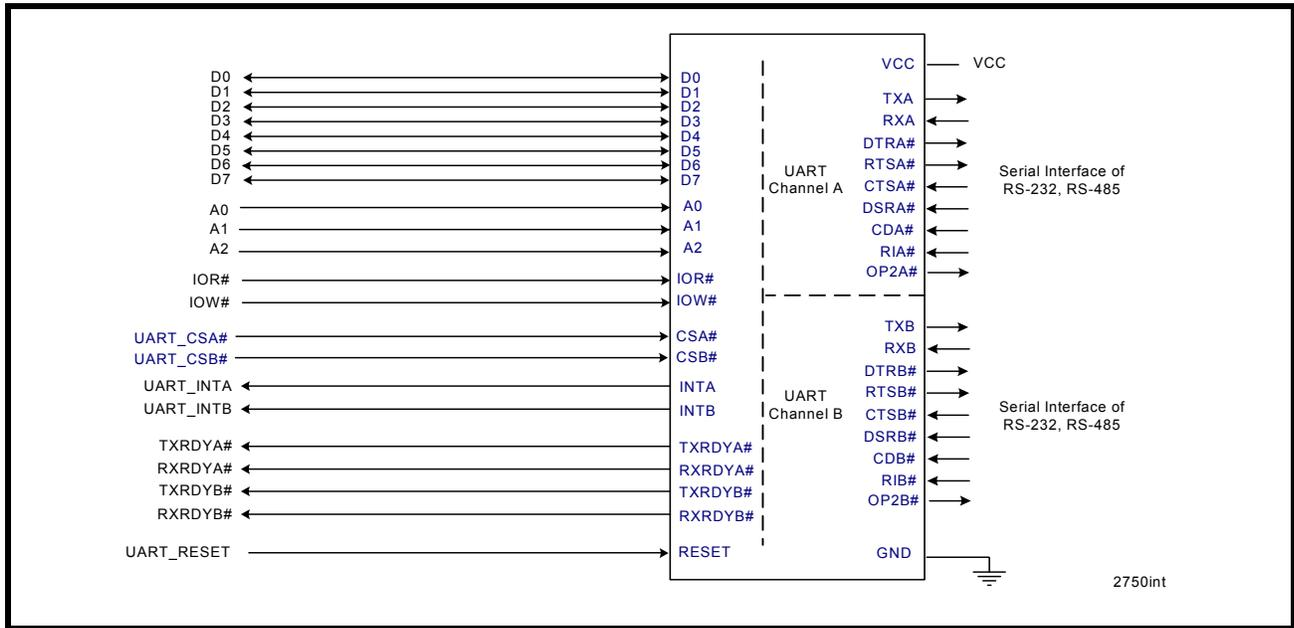 D0
D1
D2
D3
D4
D5
D6
D7
A0
A1
A2
IOR#
IOW#
UART_CSA#
UART_CSB#
UART_INTA
UART_INTB
TXRDYA#
RXRDYA#
TXRDYB#
RXRDYB#
UART_RESET
D0
D1
D2
D3
D4
D5
D6
D7
A0
A1
A2
IOR#
IOW#
CSA#
CSB#
INTA
INTB
TXRDYA#
RXRDYA#
TXRDYB#
RXRDYB#
RESET
UART
Channel A
UART
Channel B
VCC
TXA
RXA
DTRA#
RTSA#
CTSA#
DSRA#
CDA#
RIA#
OP2A#
TXB
RXB
DTRB#
RTSB#
CTSB#
DSRB#
CDB#
RIB#
OP2B#
GND
VCC
Serial Interface of
RS-232, RS-485
Serial Interface of
RS-232, RS-485
2750int